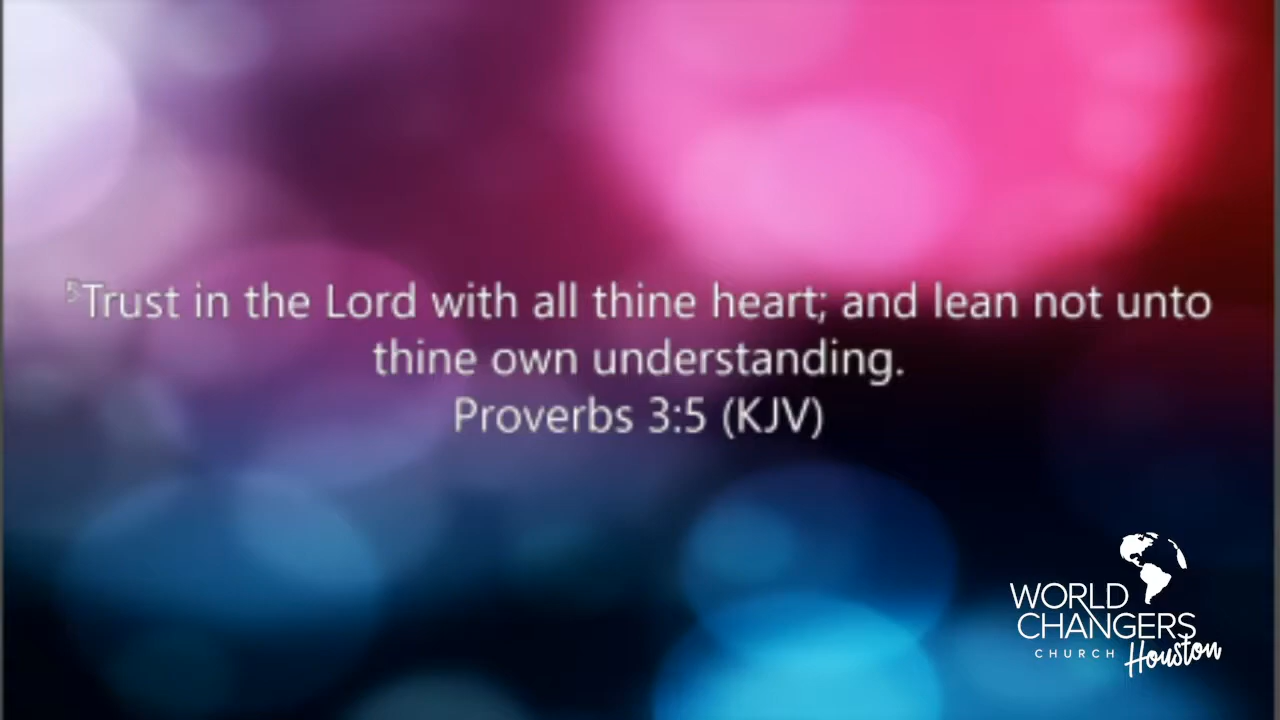 5Trust in the Lord with all thine heart; and lean not unto
thine own understanding.
Proverbs 3:5 (KJV)
WORLD
CHANGERS
CHURCH Houston